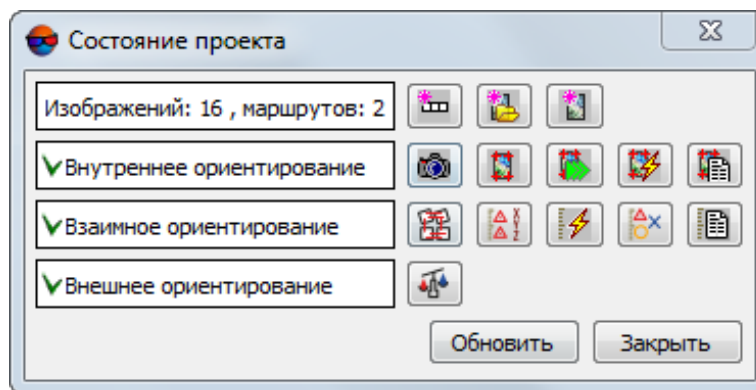 Состояние проекта
Изображений: 16 , маршрутов: 2
Внутреннее ориентирование
Взаимное ориентирование
X
Y
Z
Внешнее ориентирование
Обновить Закрыть